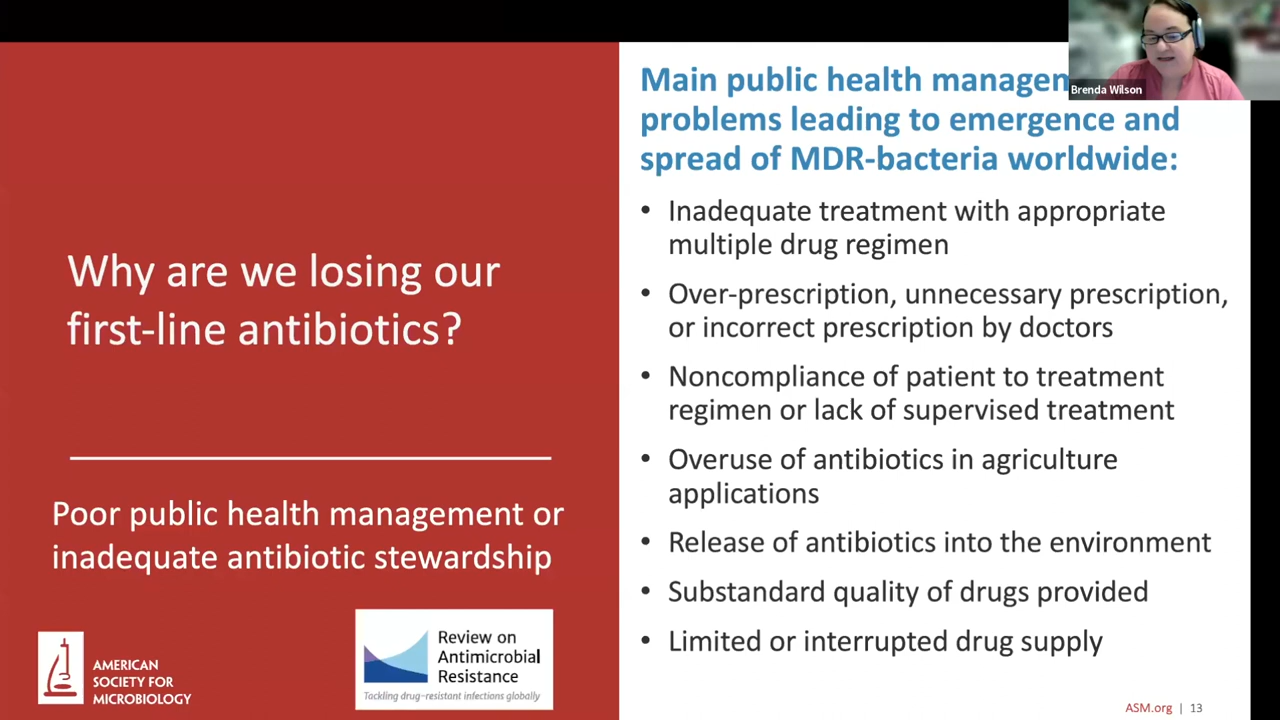 Why are we losing our
first-line antibiotics?
Poor public health management or
inadequate antibiotic stewardship
AMERICAN
SOCIETY FOR
MICROBIOLOGY
Review on
Antimicrobial
Resistance
Tackling drug-resistant infections globally
Brenda Wilson
Main public health
problems leading to emergence and
spread of MDR-bacteria worldwide:
• Inadequate treatment with appropriate
multiple drug regimen
• Over-prescription, unnecessary prescription,
or incorrect prescription by doctors
• Noncompliance of patient to treatment
regimen or lack of supervised treatment
• Overuse of antibiotics in agriculture
applications
• Release of antibiotics into the environment
• Substandard quality of drugs provided
• Limited or interrupted drug supply
ASM.org | 13